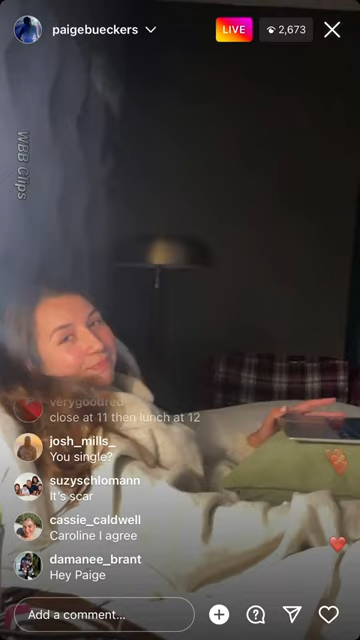 paigebueckers
LIVE
2,673
WBB Clips
verygoodred
close at 11 then lunch at 12
josh_mills_
You single?
suzyschlomann
It's scar
cassie_caldwell
Caroline I agree
damanee_brant
Hey Paige
Add a comment...